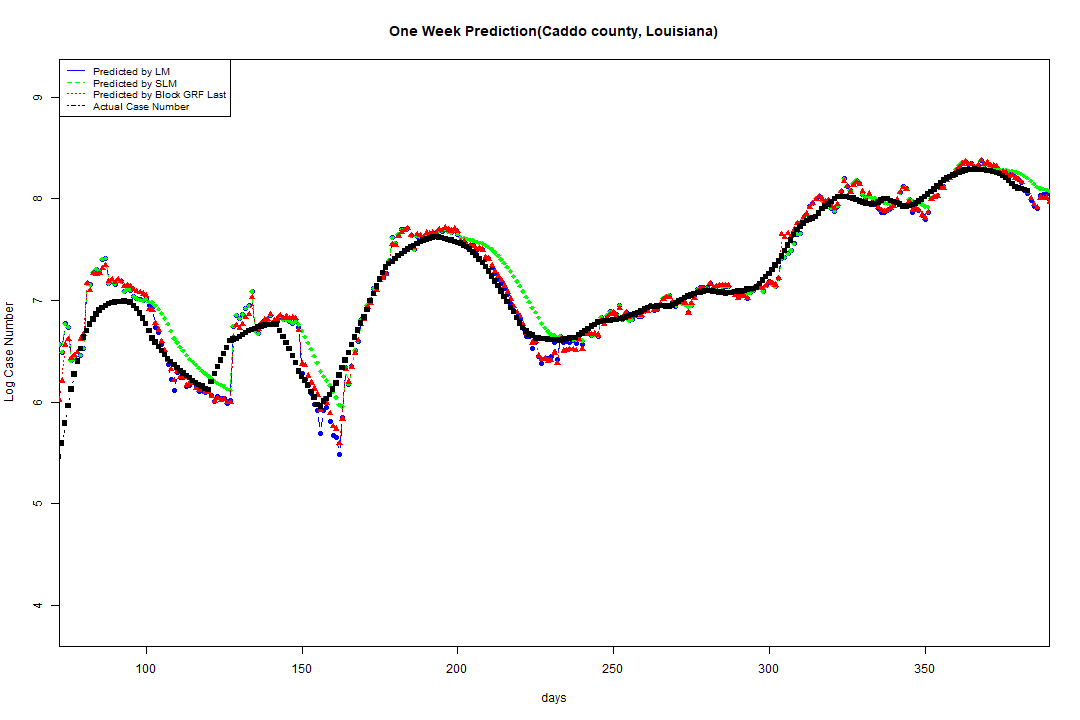 One Week Prediction(Caddo county, Louisiana)
Predicted by LM
Predicted by SLM
Predicted by Block GRF Last
Actual Case Number
9
8
7
6
5
4
Log Case Number
100 150 200 250 300 350
days